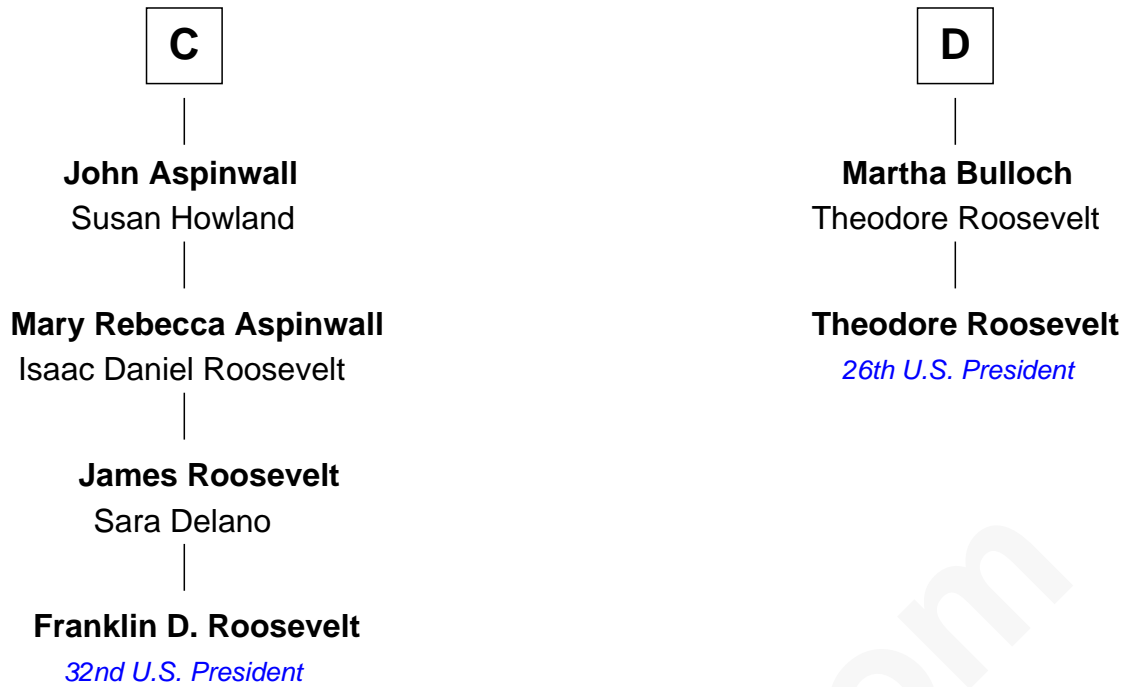 C
John Aspinwall
Susan Howland
Mary Rebecca Aspinwall
Isaac Daniel Roosevelt
James Roosevelt
Sara Delano
Franklin D. Roosevelt
32nd U.S. President
D
Martha Bulloch
Theodore Roosevelt
Theodore Roosevelt
26th U.S. President
om